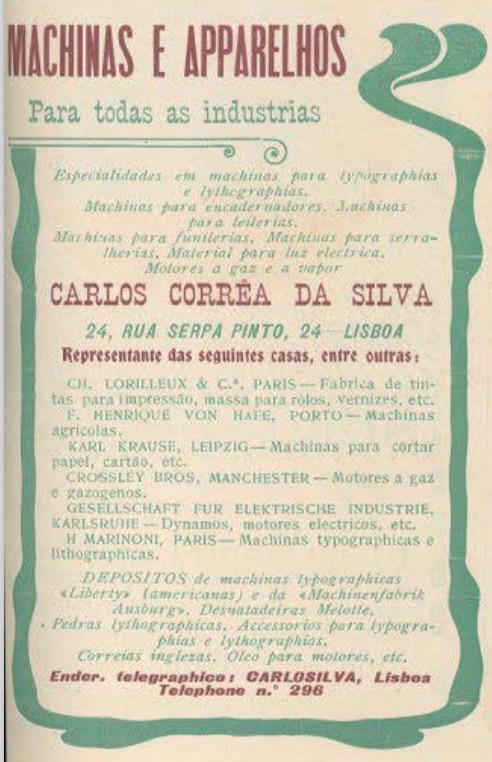 MACHINAS E APPARELHOS
Para todas as industrias
Especialidades em machinas para typographias
e lythographias.
Machinas para encadernadores. Machinas
para leiterias.
Machinas para funilerias. Machinas para serra-
lherias. Material para luz electrica.
Motores a gaz e a vapor
CARLOS CORRÊA DA SILVA
24, RUA SERPA PINTO, 24—LISBOA
Representante das seguintes casas, entre outras:
CH. LORILLEUX & C.ª, PARIS—Fabrica de tin-
tas para impressão, massa para rôlos, vernizes, etc.
F. HENRIQUE VON HAFE, PORTO—Machinas
agricolas.
KARL KRAUSE, LEIPZIG—Machinas para cortar
papel, cartão, etc.
CROSSLEY BROS, MANCHESTER—Motores a gaz
e gazogenos.
GESELLSCHAFT FUR ELEKTRISCHE INDUSTRIE,
KARLSRUHE—Dynamos, motores electricos, etc.
H MARINONI, PARIS—Machinas typographicas e
lithographicas.
DEPOSITOS de machinas typographicas
«Liberty» (americanas) e da «Machinenfabrik
Ausburg». Desnatadeiras Melotte.
Pedras lythographicas. Accessorios para typogra-
phias e lythographias.
Correias inglezas. Oleo para motores, etc.
Ender. telegraphico: CARLOSILVA, Lisboa
Telephone n.° 296